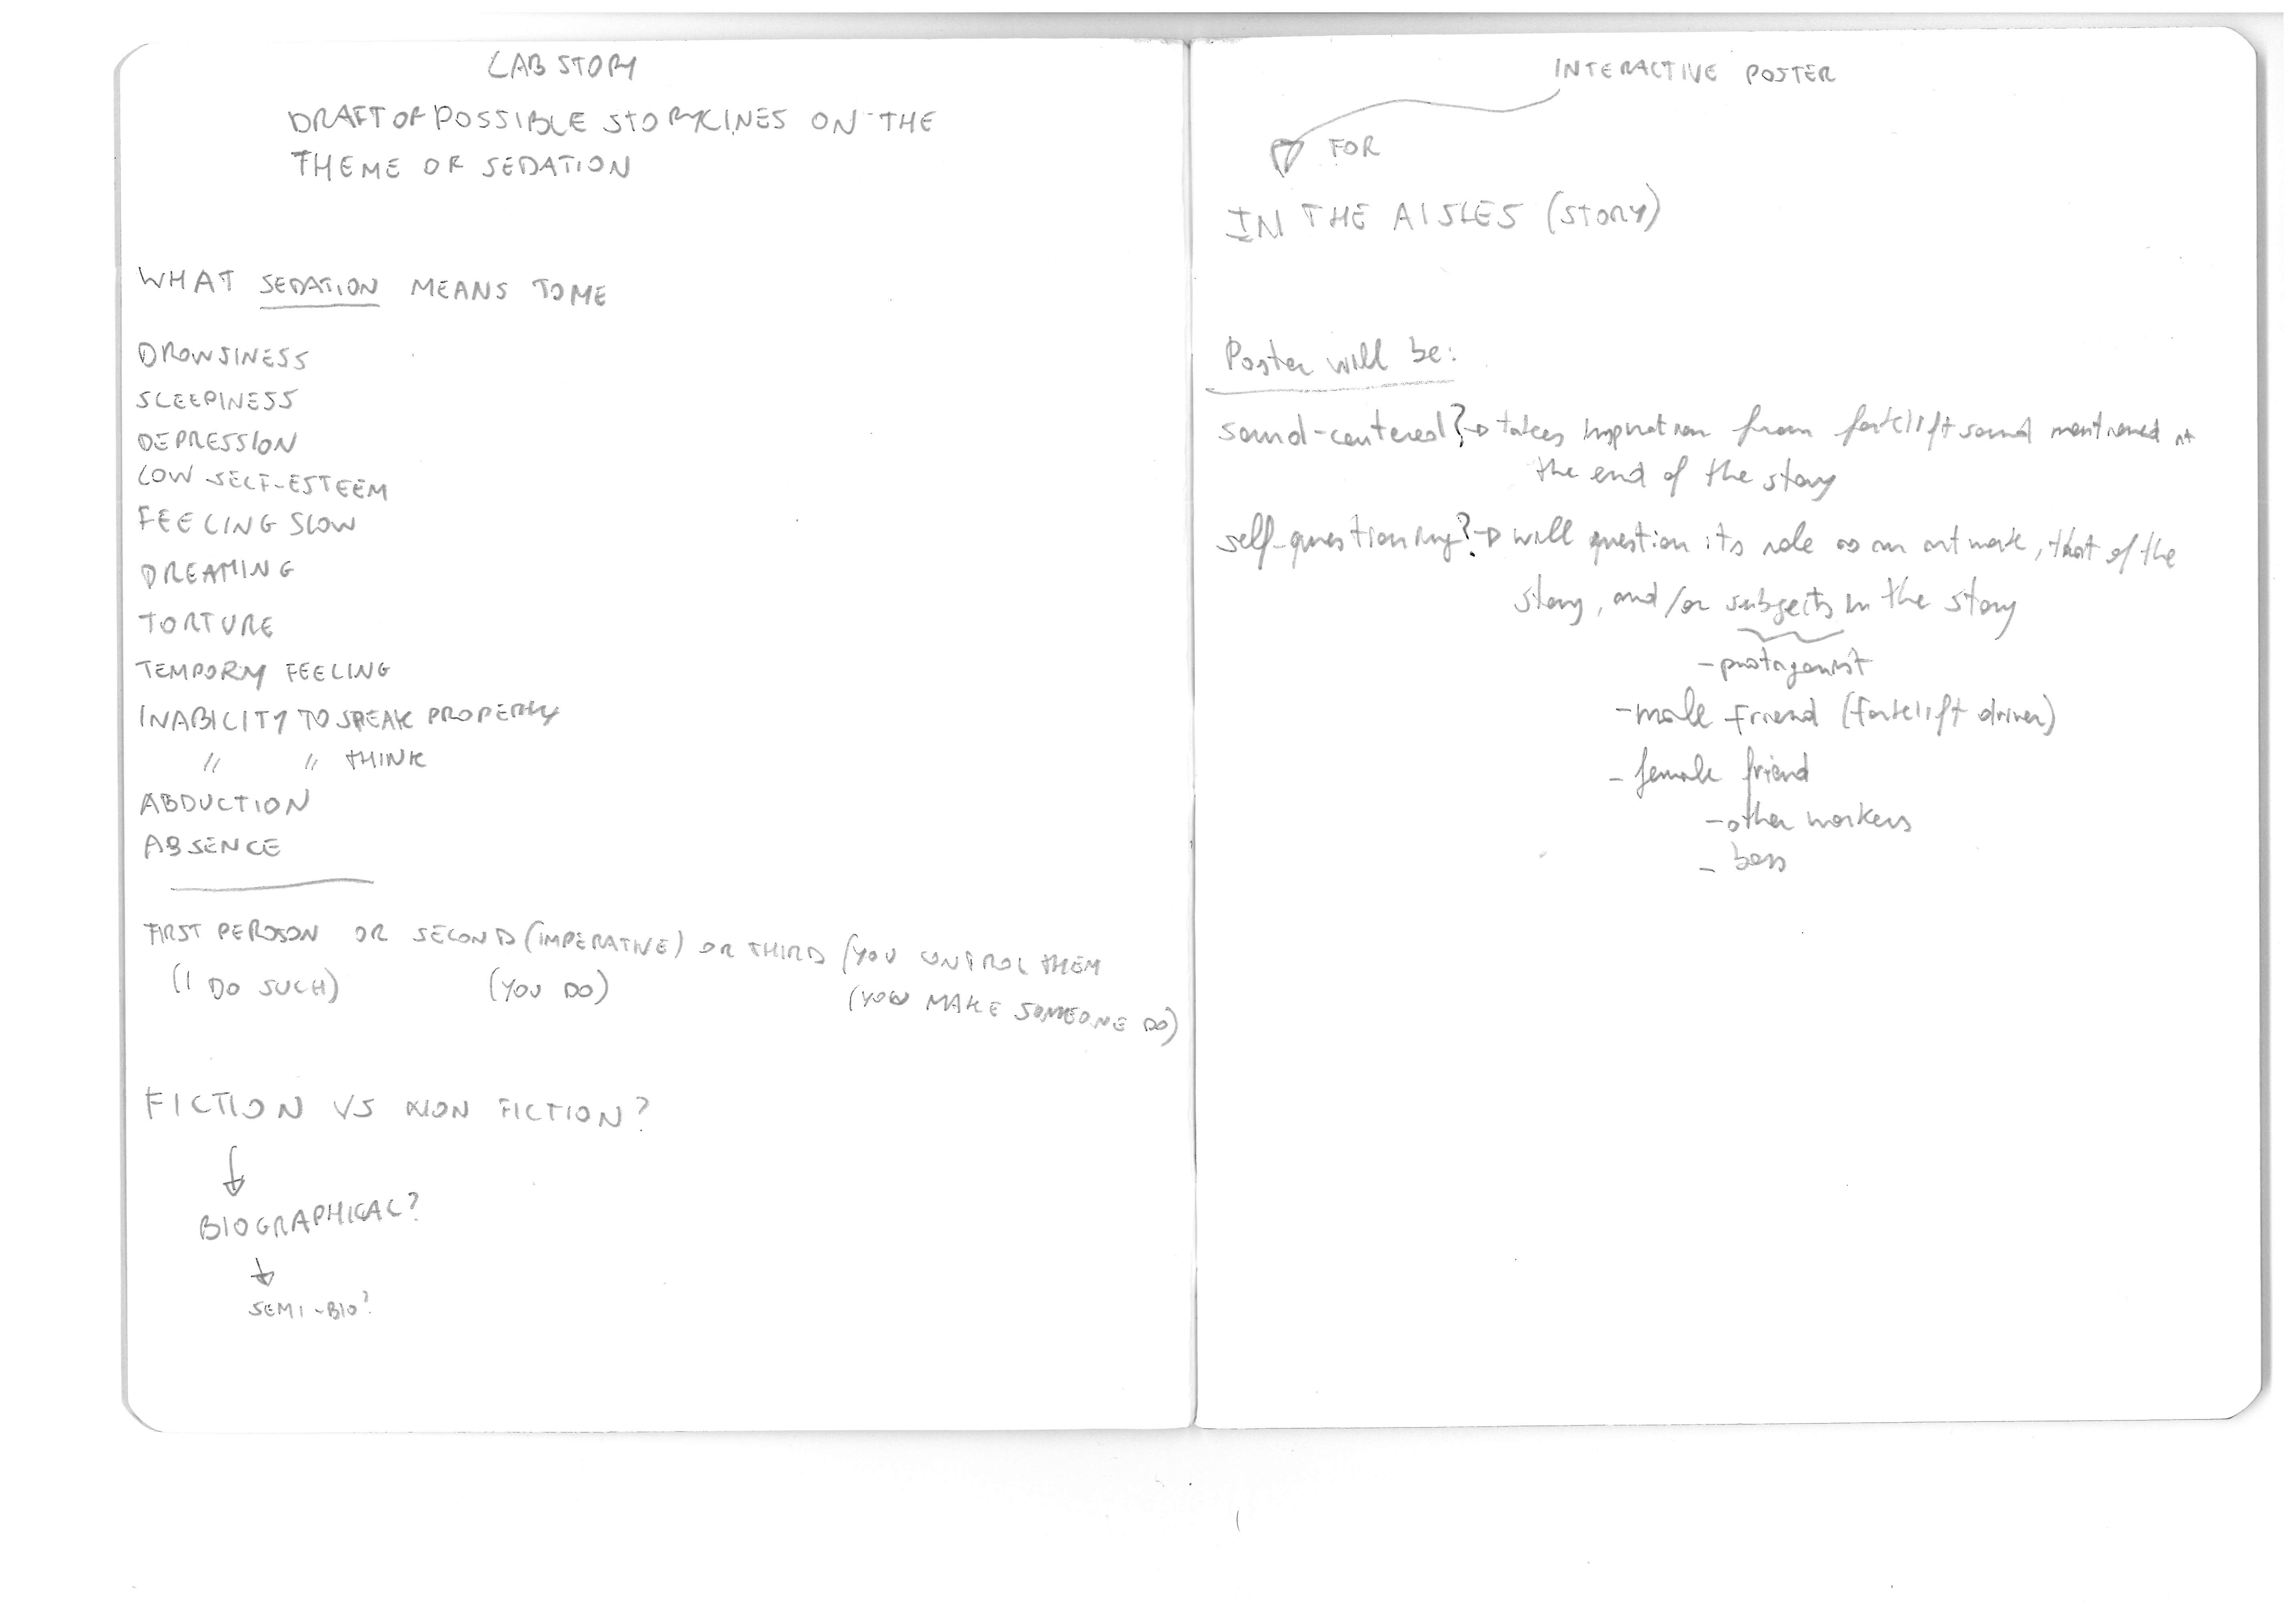 LAB STORY
DRAFT OF POSSIBLE STORYLINES ON THE
THEME OF SEDATION
WHAT SEDATION MEANS TO ME
DROWSINESS
SLEEPINESS
DEPRESSION
LOW SELF-ESTEEM
FEELING SLOW
DREAMING
TORTURE
TEMPORRY FEELING
INABILITY TO SPEAK PROPERLY
" " THINK
ABDUCTION
ABSENCE
FIRST PERSON OR SECOND (IMPERATIVE) OR THIRD (YOU CONTROL THEM
(I DO SUCH) (YOU DO) (YOU MAKE SOMEONE DO)
FICTION VS NON FICTION?
BIOGRAPHICAL?
SEMI-BIO?
INTERACTIVE POSTER
FOR
IN THE AISLES (STORY)
Poster will be:
sound-centered? → takes inspiration from forklift sound mentioned at
the end of the story
self-questioning? → will question its role as an art work, that of the
story, and/or subjects in the story
- protagonist
- male friend (forklift driver)
- female friend
- other workers
- boss